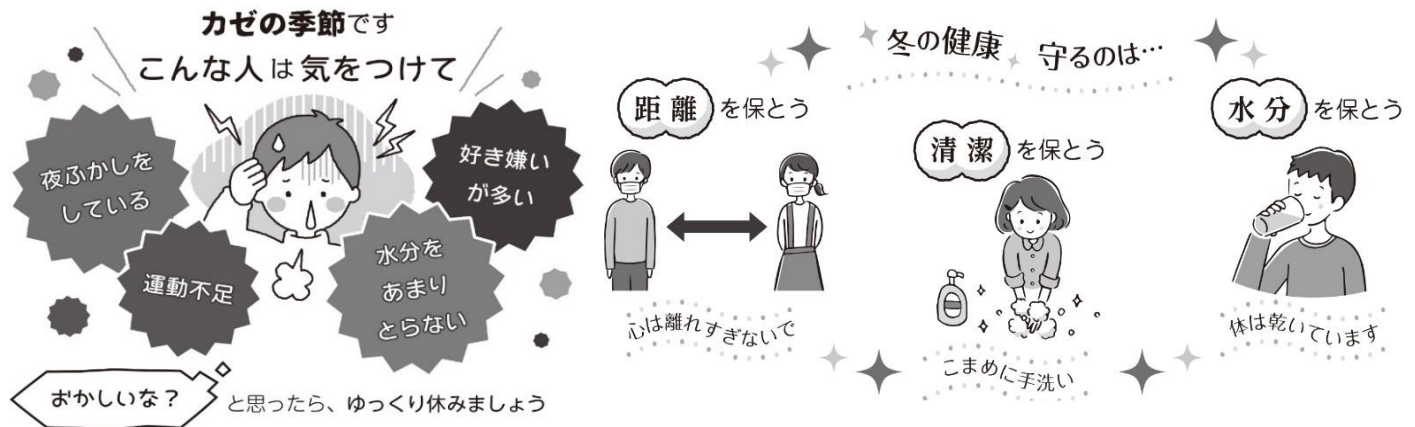 カゼの季節です
こんな人は気をつけて
夜ふかしを
している
好き嫌い
が多い
運動不足
水分を
あまり
とらない
おかしいな？
と思ったら、ゆっくり休みましょう
冬の健康 守るのは…
距離を保とう
心は離れすぎないで
清潔を保とう
こまめに手洗い
水分を保とう
体は乾いています